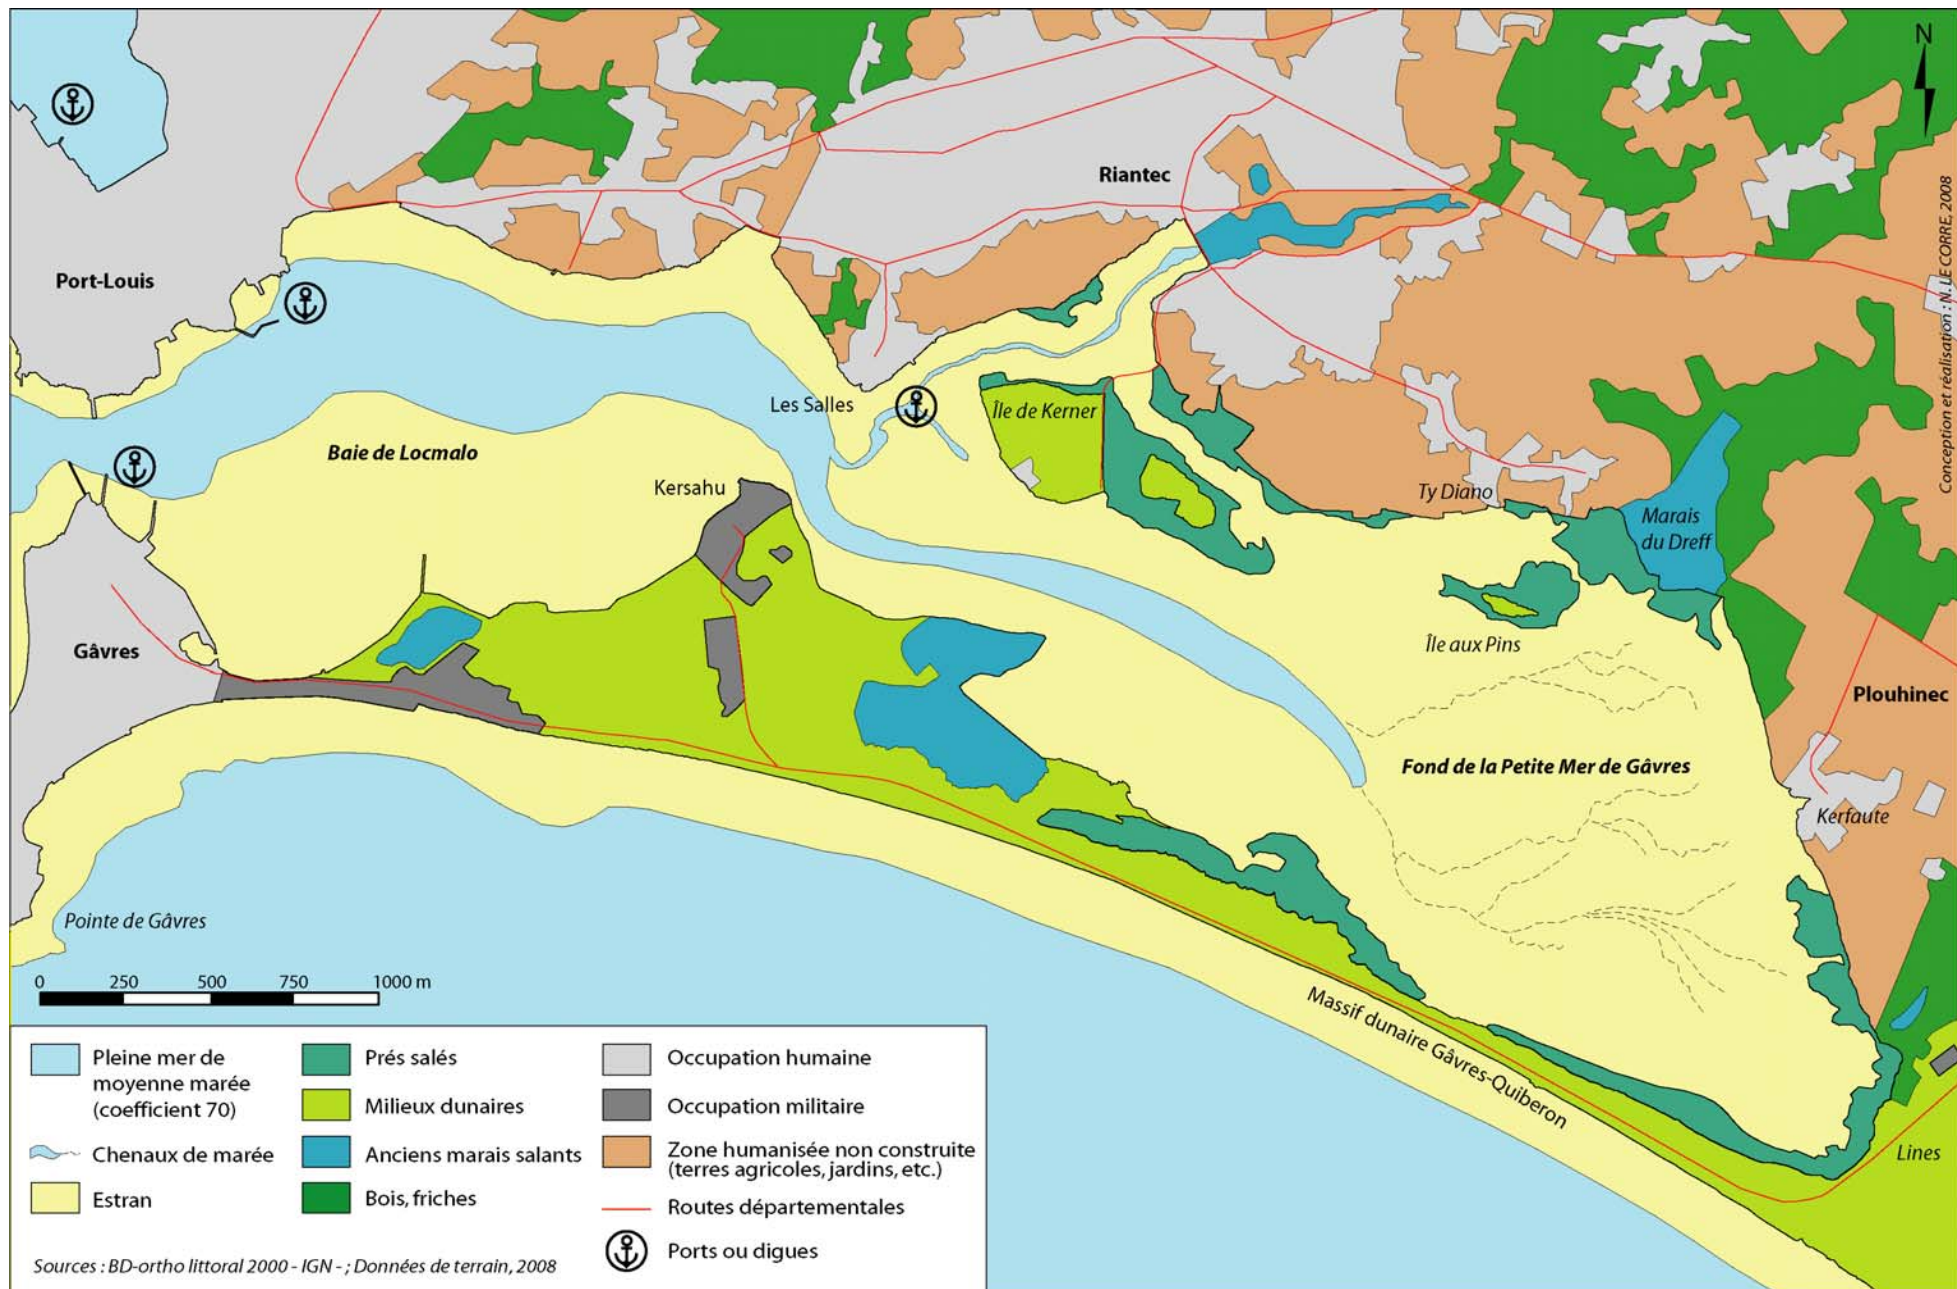 N
Riantec
Port-Louis
Conception et réalisation : N. LE CORRE, 2008
Les Salles
Île de Kerner
Baie de Locmalo
Kersahu
Ty Diano
Marais
du Dreff
Gâvres
Île aux Pins
Plouhinec
Fond de la Petite Mer de Gâvres
Kerfaute
Pointe de Gâvres
0 250 500 750 1000 m
Massif dunaire Gâvres-Quiberon
Lines
Pleine mer de
moyenne marée
(coefficient 70)
Chenaux de marée
Estran
Prés salés
Milieux dunaires
Anciens marais salants
Bois, friches
Occupation humaine
Occupation militaire
Zone humanisée non construite
(terres agricoles, jardins, etc.)
Routes départementales
Ports ou digues
Sources : BD-ortho littoral 2000 - IGN - ; Données de terrain, 2008